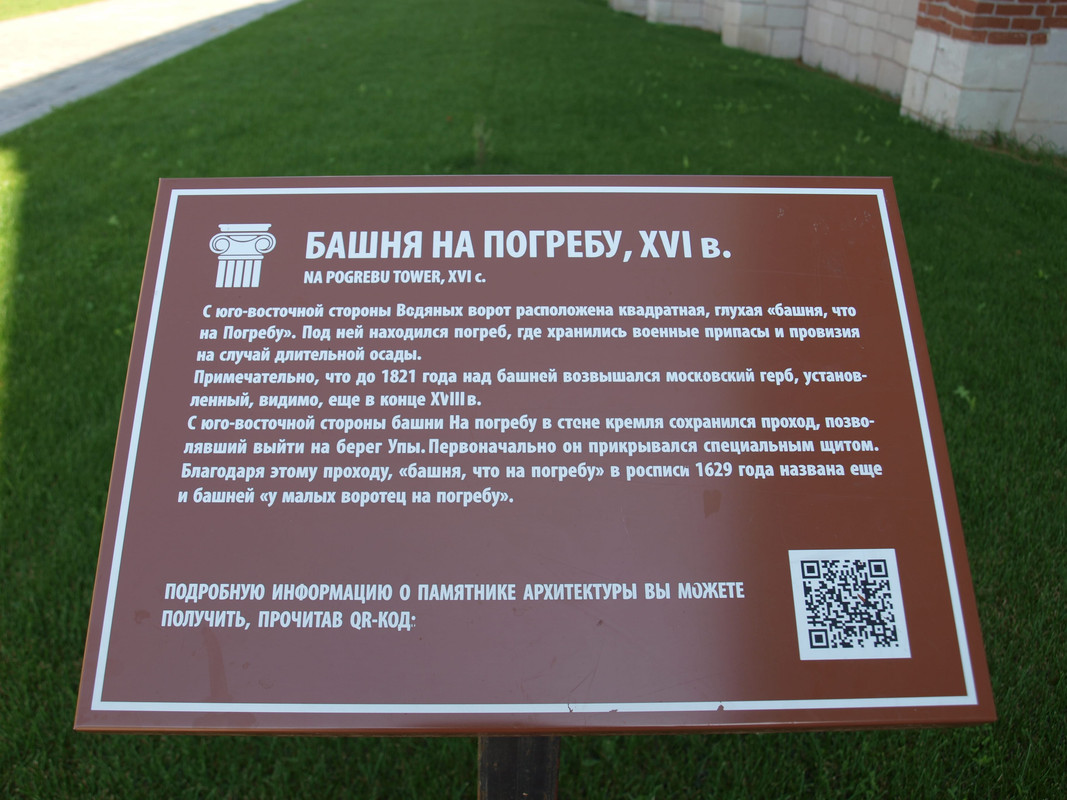 БАШНЯ НА ПОГРЕБУ, XVI в.
NA POGREBU TOWER, XVI c.
С юго-восточной стороны Водяных ворот расположена квадратная, глухая «башня, что
на Погребу». Под ней находился погреб, где хранились военные припасы и провизия
на случай длительной осады.
Примечательно, что до 1821 года над башней возвышался московский герб, установ-
ленный, видимо, еще в конце XVIII в.
С юго-восточной стороны башни На погребу в стене кремля сохранился проход, позво-
лявший выйти на берег Упы. Первоначально он прикрывался специальным щитом.
Благодаря этому проходу, «башня, что на погребу» в росписи 1629 года названа еще
и башней «у малых воротец на погребу».
ПОДРОБНУЮ ИНФОРМАЦИЮ О ПАМЯТНИКЕ АРХИТЕКТУРЫ ВЫ МОЖЕТЕ
ПОЛУЧИТЬ, ПРОЧИТАВ QR-КОД: